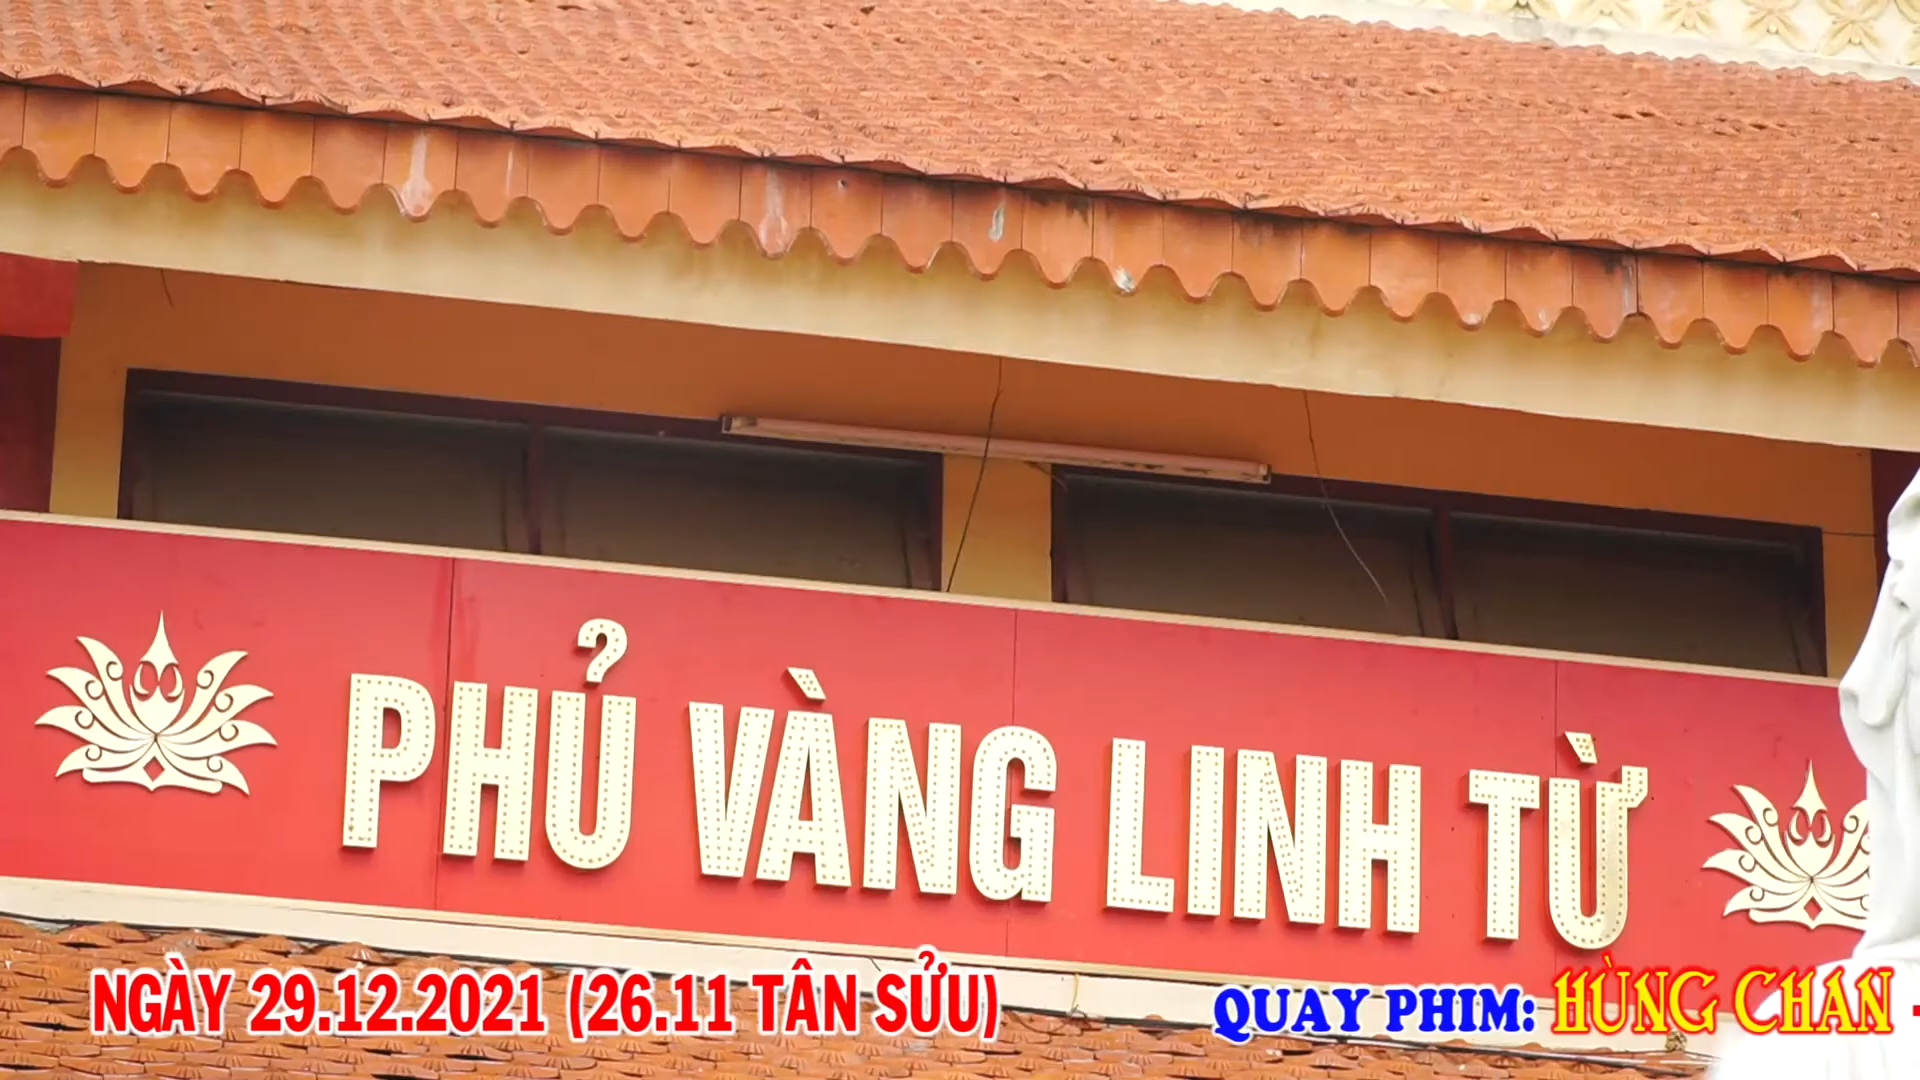 PHỦ VÀNG LINH TỪ
NGÀY 29.12.2021 (26.11 TÂN SỬU)
QUAY PHIM: HÙNG CHAN -